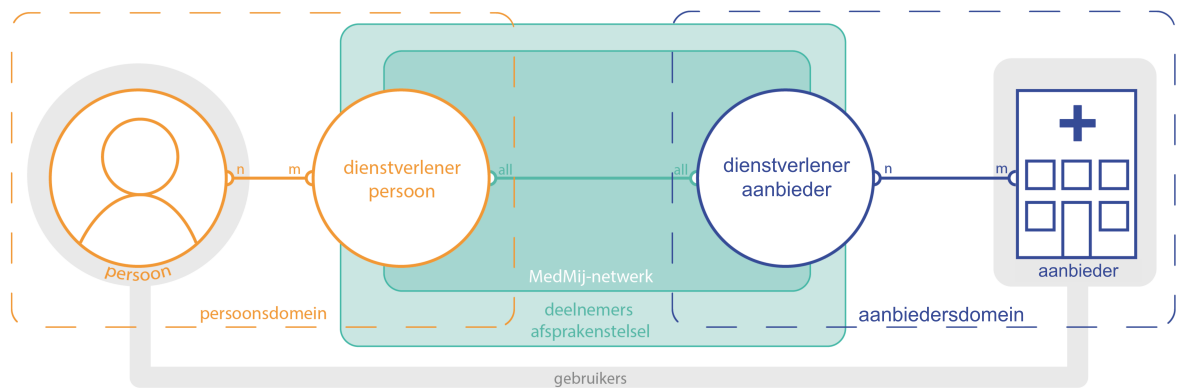 dienstverlener
persoon
dienstverlener
aanbieder
n
m
all
all
n
m
persoon
aanbieder
MedMij-netwerk
persoonsdomein
deelnemers
afsprakenstelsel
aanbiedersdomein
gebruikers